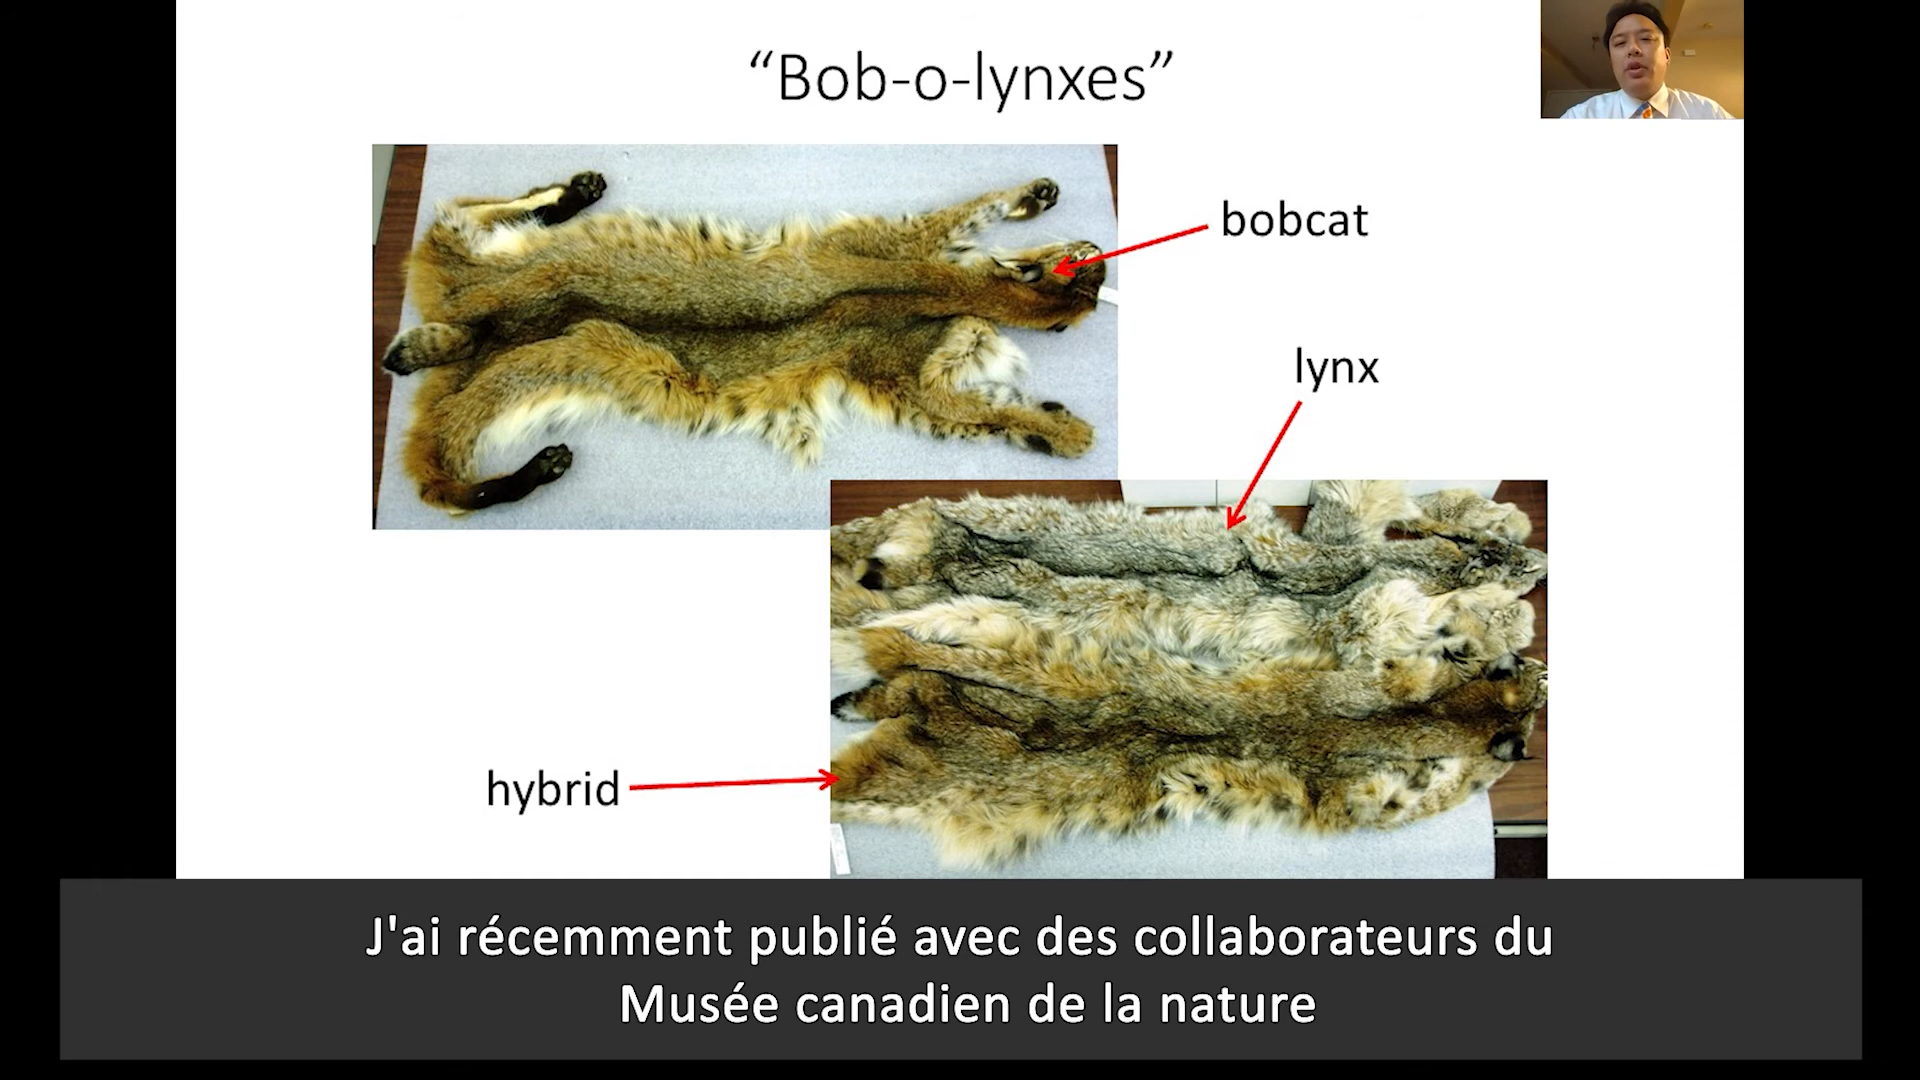 “Bob-o-lynxes”
bobcat
lynx
hybrid
J'ai récemment publié avec des collaborateurs du
Musée canadien de la nature